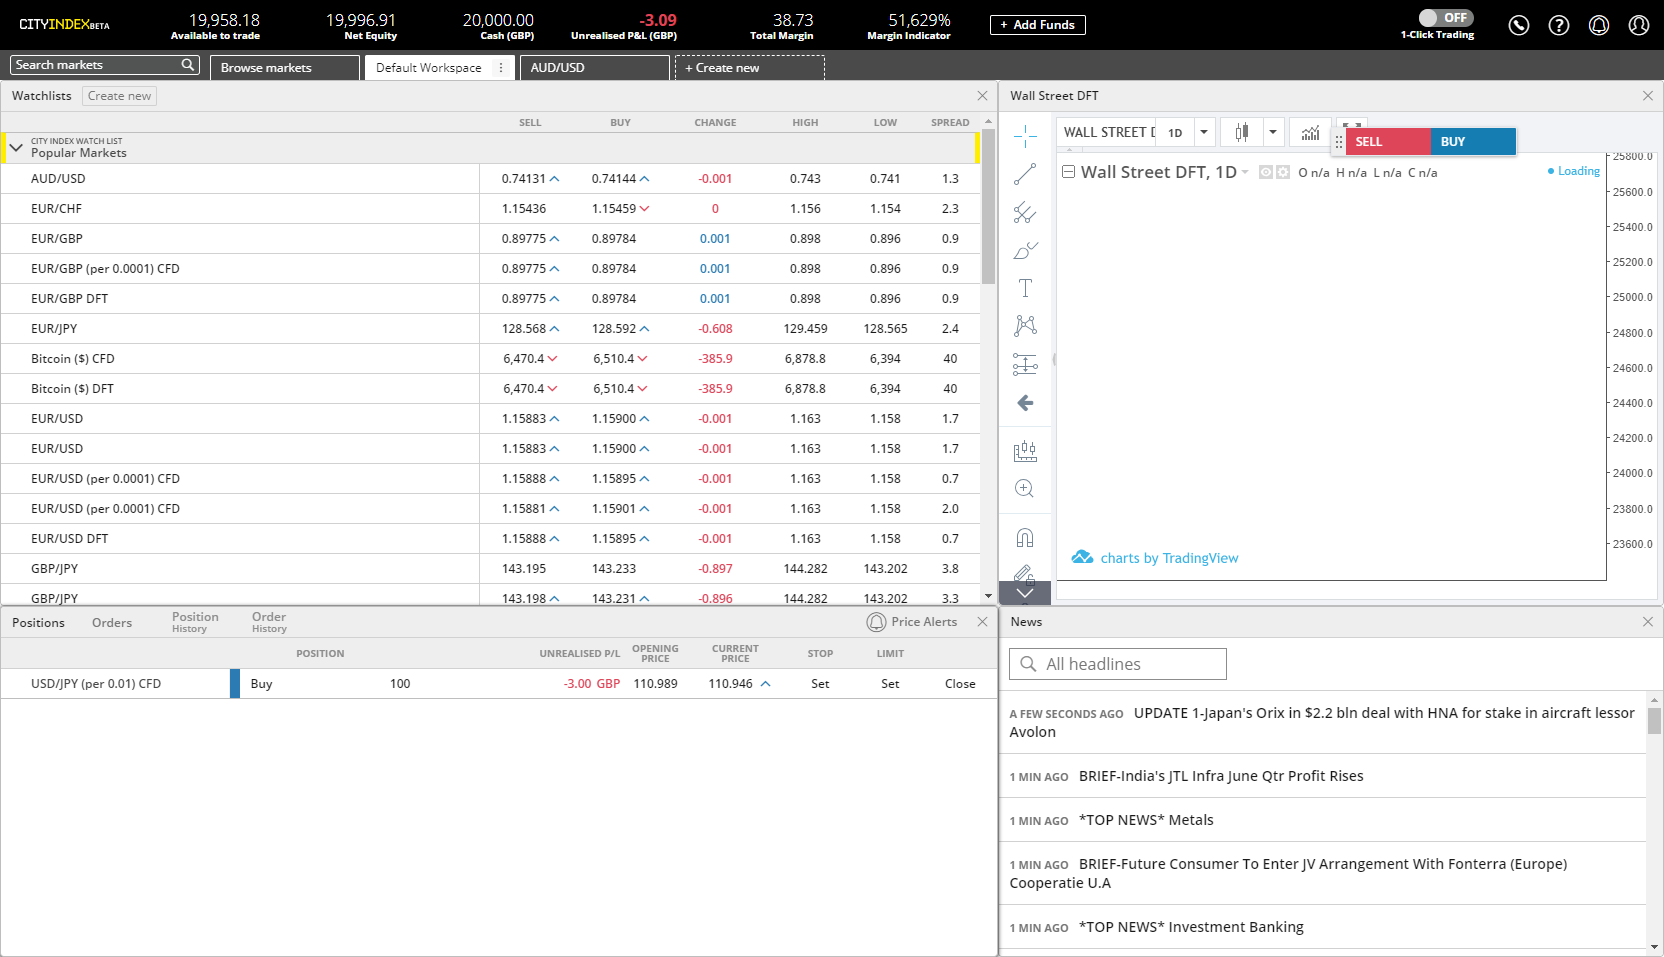 CITYINDEX BETA
19,958.18 19,996.91 20,000.00 -3.09 38.73 51,629%
Available to trade Net Equity Cash (GBP) Unrealised P&L (GBP) Total Margin Margin Indicator
+ Add Funds
OFF
1-Click Trading
Search markets Browse markets Default Workspace AUD/USD + Create new
Watchlists Create new
SELL BUY CHANGE HIGH LOW SPREAD
CITY INDEX WATCH LIST
Popular Markets
AUD/USD 0.74131 0.74144 -0.001 0.743 0.741 1.3
EUR/CHF 1.15436 1.15459 0 1.156 1.154 2.3
EUR/GBP 0.89775 0.89784 0.001 0.898 0.896 0.9
EUR/GBP (per 0.0001) CFD 0.89775 0.89784 0.001 0.898 0.896 0.9
EUR/GBP DFT 0.89775 0.89784 0.001 0.898 0.896 0.9
EUR/JPY 128.568 128.592 -0.608 129.459 128.565 2.4
Bitcoin ($) CFD 6,470.4 6,510.4 -385.9 6,878.8 6,394 40
Bitcoin ($) DFT 6,470.4 6,510.4 -385.9 6,878.8 6,394 40
EUR/USD 1.15883 1.15900 -0.001 1.163 1.158 1.7
EUR/USD 1.15883 1.15900 -0.001 1.163 1.158 1.7
EUR/USD (per 0.0001) CFD 1.15888 1.15895 -0.001 1.163 1.158 0.7
EUR/USD (per 0.0001) CFD 1.15881 1.15901 -0.001 1.163 1.158 2.0
EUR/USD DFT 1.15888 1.15895 -0.001 1.163 1.158 0.7
GBP/JPY 143.195 143.233 -0.897 144.282 143.202 3.8
GBP/JPY 143.198 143.231 -0.896 144.282 143.202 3.3
Wall Street DFT
WALL STREET D 1D
SELL BUY
Wall Street DFT, 1D O n/a H n/a L n/a C n/a
Loading
25800.0
25600.0
25400.0
25200.0
25000.0
24800.0
24600.0
24400.0
24200.0
24000.0
23800.0
23600.0
charts by TradingView
Positions Orders Position History Order History Price Alerts
POSITION UNREALISED P/L OPENING PRICE CURRENT PRICE STOP LIMIT
USD/JPY (per 0.01) CFD Buy 100 -3.00 GBP 110.989 110.946 Set Set Close
News
All headlines
A FEW SECONDS AGO UPDATE 1-Japan's Orix in $2.2 bln deal with HNA for stake in aircraft lessor
Avolon
1 MIN AGO BRIEF-India's JTL Infra June Qtr Profit Rises
1 MIN AGO *TOP NEWS* Metals
1 MIN AGO BRIEF-Future Consumer To Enter JV Arrangement With Fonterra (Europe)
Cooperatie U.A
1 MIN AGO *TOP NEWS* Investment Banking